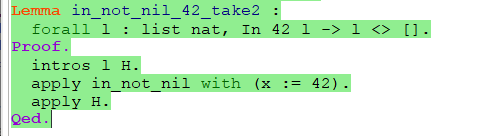 Lemma in_not_nil_42_take2 :
  forall l : list nat, In 42 l -> l <> [].
Proof.
  intros l H.
  apply in_not_nil with (x := 42).
  apply H.
Qed.